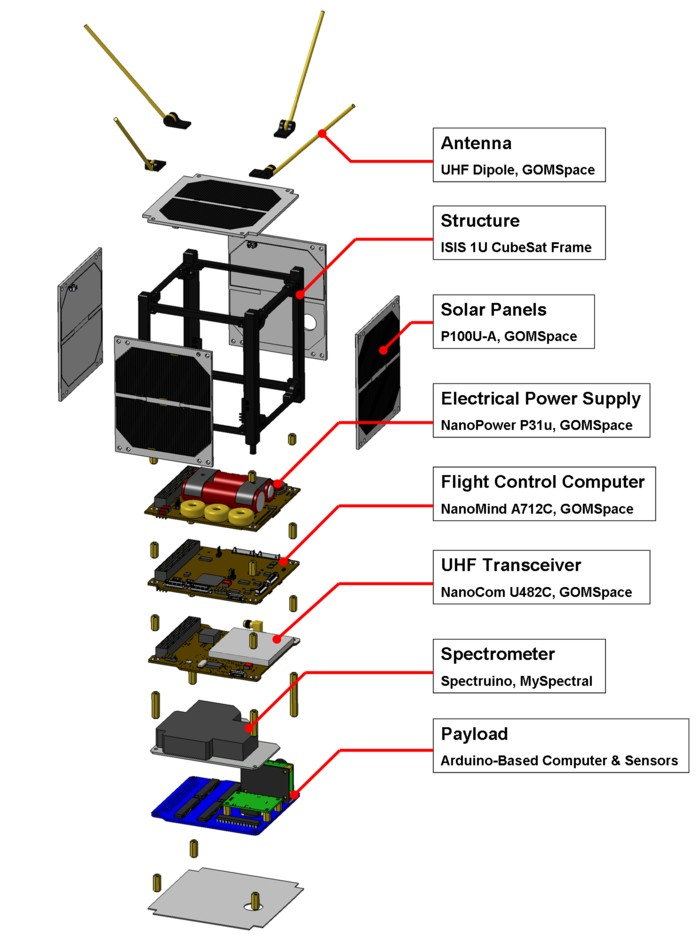 Antenna
UHF Dipole, GOMSpace
Structure
ISIS 1U CubeSat Frame
Solar Panels
P100U-A, GOMSpace
Electrical Power Supply
NanoPower P31u, GOMSpace
Flight Control Computer
NanoMind A712C, GOMSpace
UHF Transceiver
NanoCom U482C, GOMSpace
Spectrometer
Spectruino, MySpectral
Payload
Arduino-Based Computer & Sensors